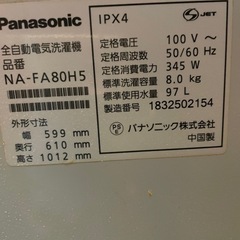 Panasonic
全自動電気洗濯機
品番
NA-FA80H5
外形寸法
幅 599 mm
奥行 610 mm
高さ 1012 mm
IPX4
S JET
定格電圧 100 V ~
定格周波数 50/60 Hz
定格消費電力 345 W
標準洗濯容量 8.0 kg
標準使用水量 97 L
製造番号 1832502154
PS E パナソニック株式会社
中国製